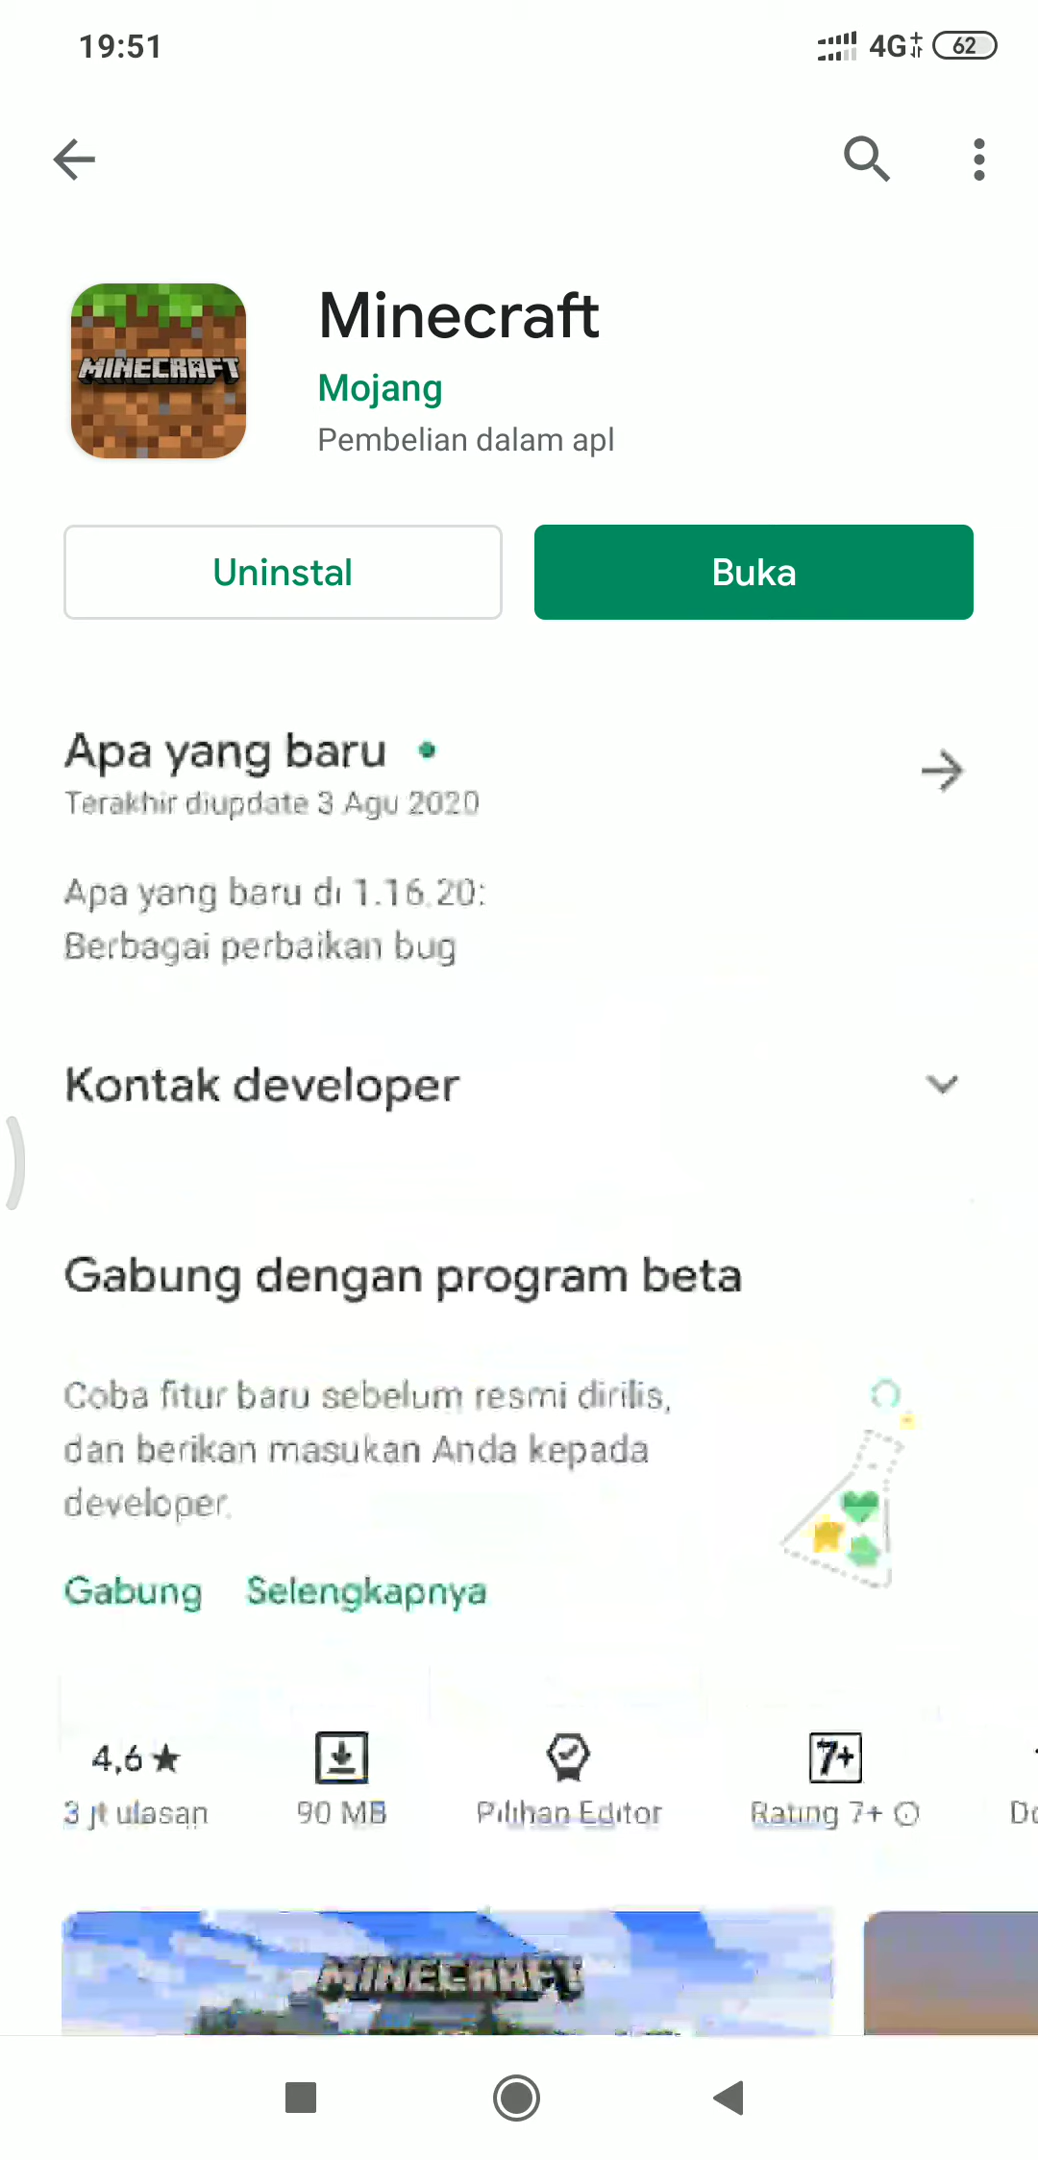 19:51
4G+
62
Minecraft
MINECRAFT
Mojang
Pembelian dalam apl
Uninstal
Buka
Apa yang baru
Terakhir diupdate 3 Agu 2020
Apa yang baru di 1.16.20:
Berbagai perbaikan bug
Kontak developer
Gabung dengan program beta
Coba fitur baru sebelum resmi dirilis,
dan berikan masukan Anda kepada
developer.
Gabung Selengkapnya
4,6 ★
7+
3 jt ulasan
90 MB
Pilihan Editor
Rating 7+
MINECRAFT